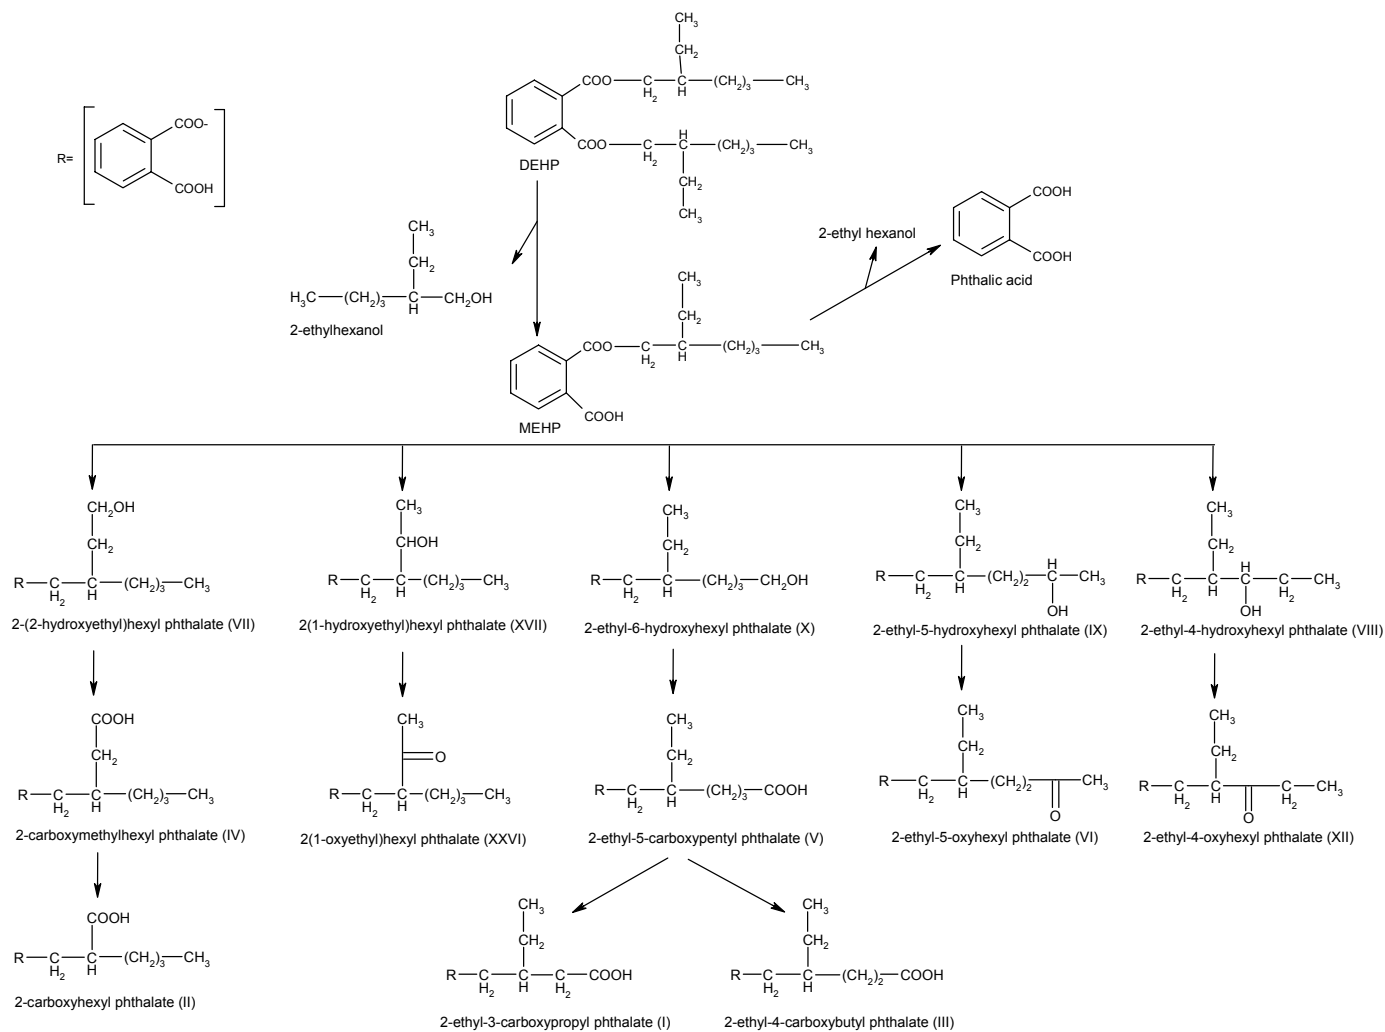 CH3
CH2
COO C C (CH2)3 CH3
H2 H
COO-
R=
COOH
H
COO C C (CH2)3 CH3
H2
DEHP
CH2
CH3
COOH
CH3
2-ethyl hexanol
COOH
CH2
CH3
Phthalic acid
H3C (CH2)3 C CH2OH
H
CH2
2-ethylhexanol
COO C C (CH2)3 CH3
H2 H
COOH
MEHP
CH2OH
CH2
R C C (CH2)3 CH3
H2 H
2-(2-hydroxyethyl)hexyl phthalate (VII)
CH3
CHOH
R C C (CH2)3 CH3
H2 H
2(1-hydroxyethyl)hexyl phthalate (XVII)
CH3
CH2
R C C (CH2)3 CH2OH
H2 H
2-ethyl-6-hydroxyhexyl phthalate (X)
CH3
CH2
H
R C C (CH2)2 C CH3
H2 H
OH
2-ethyl-5-hydroxyhexyl phthalate (IX)
CH3
CH2
H
R C C C C CH3
H2 H H2
OH
2-ethyl-4-hydroxyhexyl phthalate (VIII)
COOH
CH2
R C C (CH2)3 CH3
H2 H
2-carboxymethylhexyl phthalate (IV)
CH3
O
R C C (CH2)3 CH3
H2 H
2(1-oxyethyl)hexyl phthalate (XXVI)
CH3
CH2
R C C (CH2)3 COOH
H2 H
2-ethyl-5-carboxypentyl phthalate (V)
CH3
CH2
R C C (CH2)2 CH3
H2 H
O
2-ethyl-5-oxyhexyl phthalate (VI)
CH3
CH2
R C C C CH3
H2 H H2
O
2-ethyl-4-oxyhexyl phthalate (XII)
COOH
R C C (CH2)3 CH3
H2 H
2-carboxyhexyl phthalate (II)
CH3
CH2
R C C C COOH
H2 H H2
2-ethyl-3-carboxypropyl phthalate (I)
CH3
CH2
R C C (CH2)2 COOH
H2 H
2-ethyl-4-carboxybutyl phthalate (III)